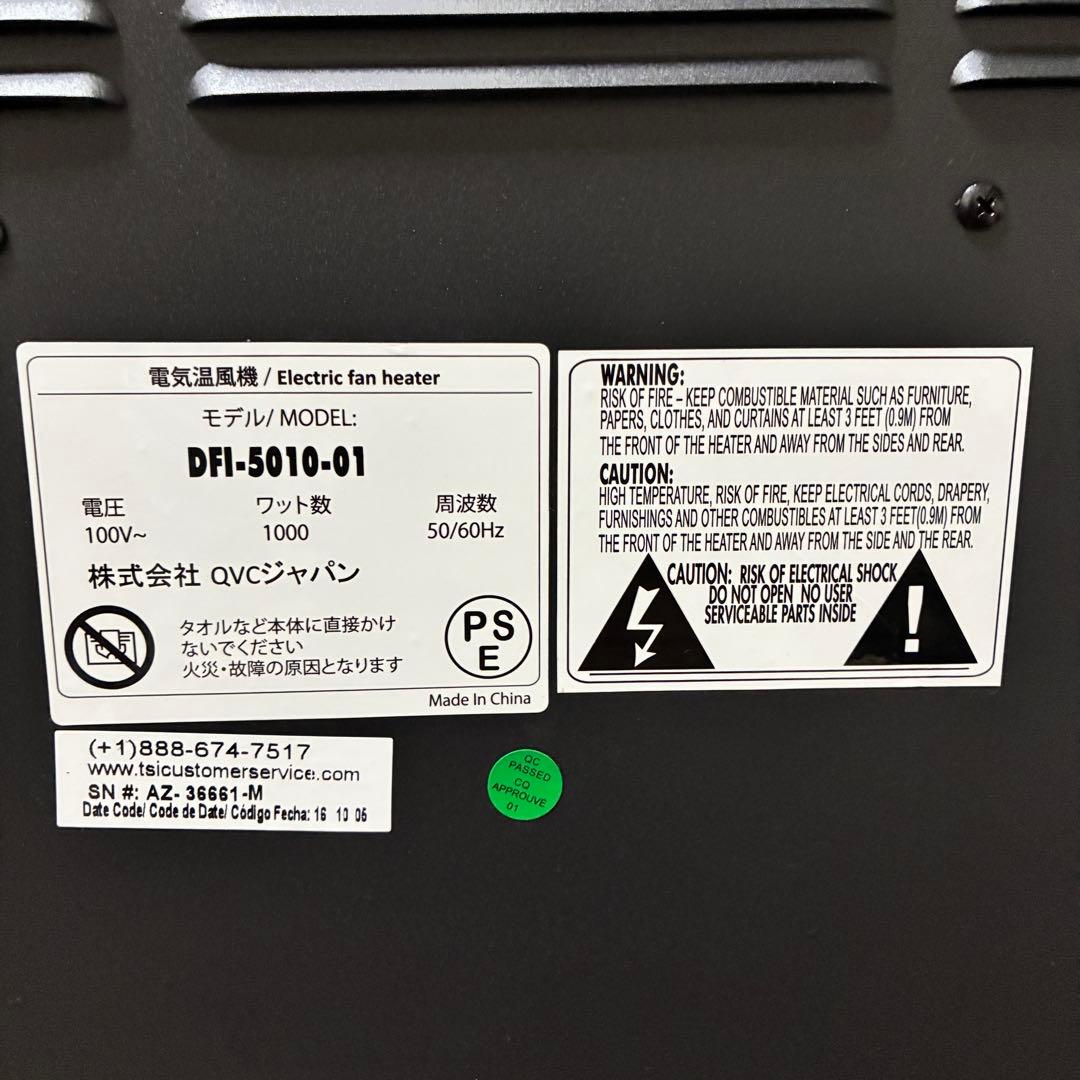 電気温風機 / Electric fan heater
モデル/ MODEL:
DFI-5010-01
電圧 ワット数 周波数
100V~ 1000 50/60Hz
株式会社 QVCジャパン
タオルなど本体に直接かけ
ないでください
火災・故障の原因となります
PS
E
Made In China
WARNING:
RISK OF FIRE – KEEP COMBUSTIBLE MATERIAL SUCH AS FURNITURE,
PAPERS, CLOTHES, AND CURTAINS AT LEAST 3 FEET (0.9M) FROM
THE FRONT OF THE HEATER AND AWAY FROM THE SIDES AND REAR.
CAUTION:
HIGH TEMPERATURE, RISK OF FIRE, KEEP ELECTRICAL CORDS, DRAPERY,
FURNISHINGS AND OTHER COMBUSTIBLES AT LEAST 3 FEET(0.9M) FROM
THE FRONT OF THE HEATER AND AWAY FROM THE SIDE AND THE REAR.
CAUTION: RISK OF ELECTRICAL SHOCK
DO NOT OPEN NO USER
SERVICEABLE PARTS INSIDE
!
(+1)888-674-7517
www.tsicustomerservice.com
SN #: AZ- 36661-M
Date Code/ Code de Date/ Código Fecha: 16 10 05
QC
PASSED
CQ
APPROUVE
01